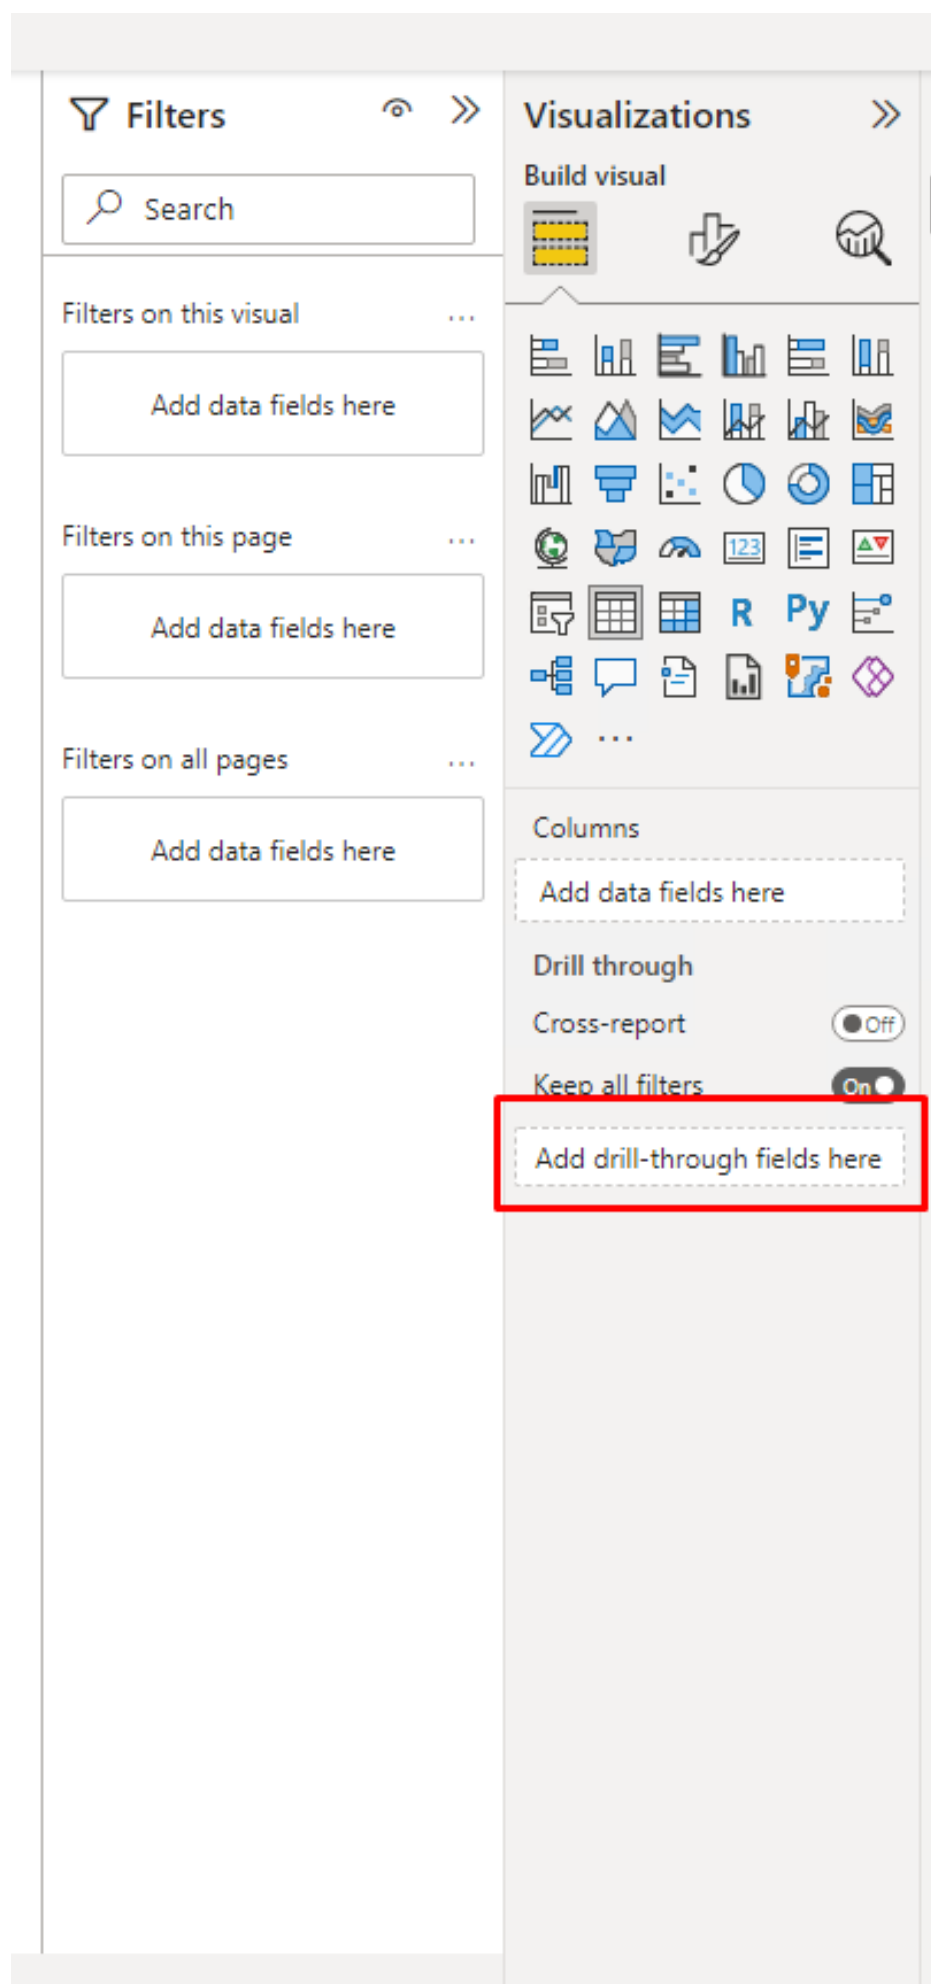 Filters
Search
Filters on this visual
...
Add data fields here
Filters on this page
...
Add data fields here
Filters on all pages
...
Add data fields here
Visualizations
Build visual
123
R
Py
...
Columns
Add data fields here
Drill through
Cross-report
Off
Keep all filters
On
Add drill-through fields here